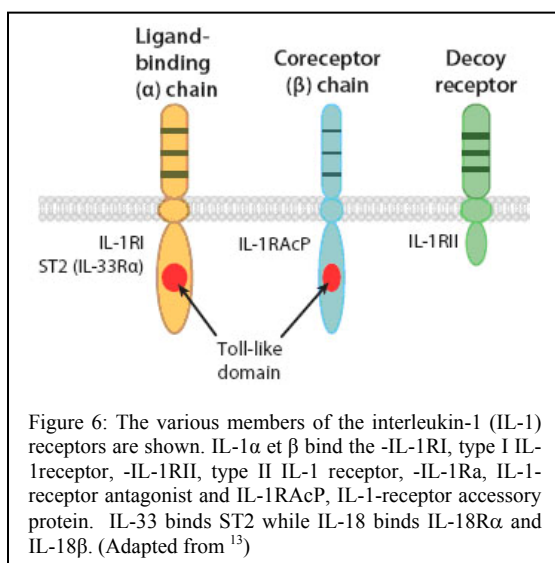 Ligand-
binding
(α) chain
Coreceptor
(β) chain
Decoy
receptor
IL-1RI
ST2 (IL-33Rα)
IL-1RAcP
IL-1RII
Toll-like
domain
Figure 6: The various members of the interleukin-1 (IL-1)
receptors are shown. IL-1α et β bind the -IL-1RI, type I IL-
1receptor, -IL-1RII, type II IL-1 receptor, -IL-1Ra, IL-1-
receptor antagonist and IL-1RAcP, IL-1-receptor accessory
protein. IL-33 binds ST2 while IL-18 binds IL-18Rα and
IL-18β. (Adapted from 13)